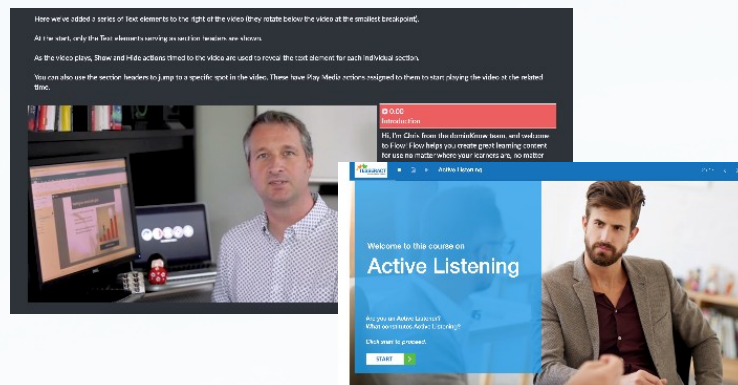 Here we've added a series of Text elements to the right of the video (they rotate below the video at the smallest breakpoint).
At the start, only the Text elements serving as section headers are shown.
As the video plays, Show and Hide actions timed to the video are used to reveal the text element for each individual section.
You can also use the section headers to jump to a specific spot in the video. These have Play Media actions assigned to them to start playing the video at the related
time.
0:00
Introduction
Hi, I'm Chris from the dominKnow team, and welcome
to Flow! Flow helps you create great learning content
for use no matter where your learners are, no matter
Active Listening
Welcome to this course on
Active Listening
Are you an Active Listener?
What constitutes Active Listening?
Click start to proceed.
START